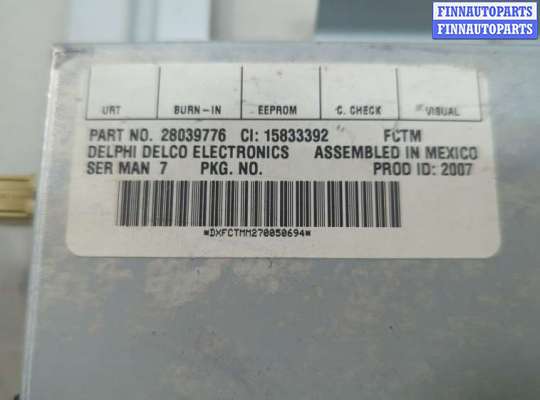 FINNAUTOPARTS
FINNAUTOPARTS
URT BURN-IN EEPROM C. CHECK VISUAL
PART NO. 28039776 CI: 15833392 FCTM
DELPHI DELCO ELECTRONICS ASSEMBLED IN MEXICO
SER MAN 7 PKG. NO. PROD ID: 2007
*DXFCTMM270050694*